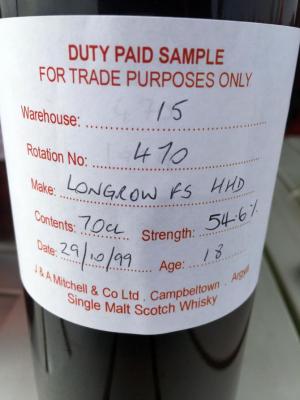 DUTY PAID SAMPLE
FOR TRADE PURPOSES ONLY
Warehouse: 15
Rotation No: 470
Make: LONGROW FS HHD
Contents: 70CL Strength: 54.6%
Date: 29/10/99 Age: 18
J & A Mitchell & Co Ltd . Campbeltown . Argyll
Single Malt Scotch Whisky